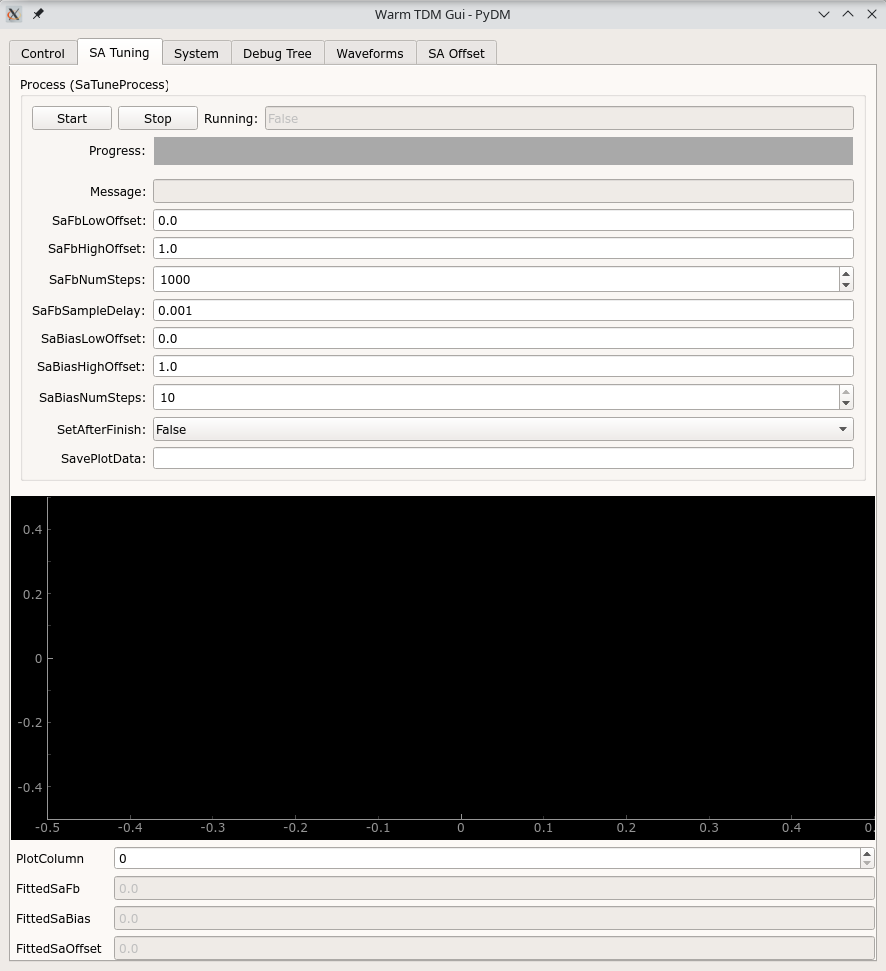 Warm TDM Gui - PyDM
Control SA Tuning System Debug Tree Waveforms SA Offset
Process (SaTuneProcess)
Start Stop Running: False
Progress:
Message:
SaFbLowOffset: 0.0
SaFbHighOffset: 1.0
SaFbNumSteps: 1000
SaFbSampleDelay: 0.001
SaBiasLowOffset: 0.0
SaBiasHighOffset: 1.0
SaBiasNumSteps: 10
SetAfterFinish: False
SavePlotData:
0.4
0.2
0
-0.2
-0.4
-0.5 -0.4 -0.3 -0.2 -0.1 0 0.1 0.2 0.3 0.4 0.
PlotColumn 0
FittedSaFb 0.0
FittedSaBias 0.0
FittedSaOffset 0.0